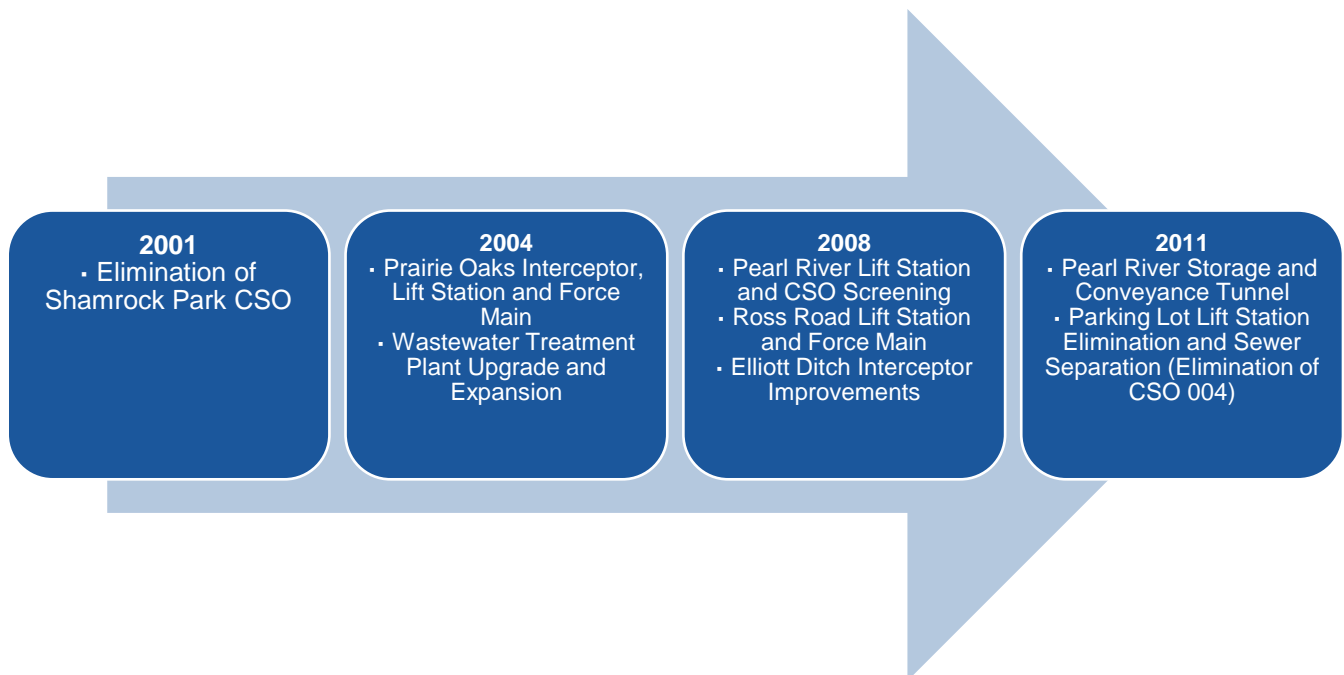 2001
▪ Elimination of
Shamrock Park CSO
2004
▪ Prairie Oaks Interceptor,
Lift Station and Force
Main
▪ Wastewater Treatment
Plant Upgrade and
Expansion
2008
▪ Pearl River Lift Station
and CSO Screening
▪ Ross Road Lift Station
and Force Main
▪ Elliott Ditch Interceptor
Improvements
2011
▪ Pearl River Storage and
Conveyance Tunnel
▪ Parking Lot Lift Station
Elimination and Sewer
Separation (Elimination of
CSO 004)